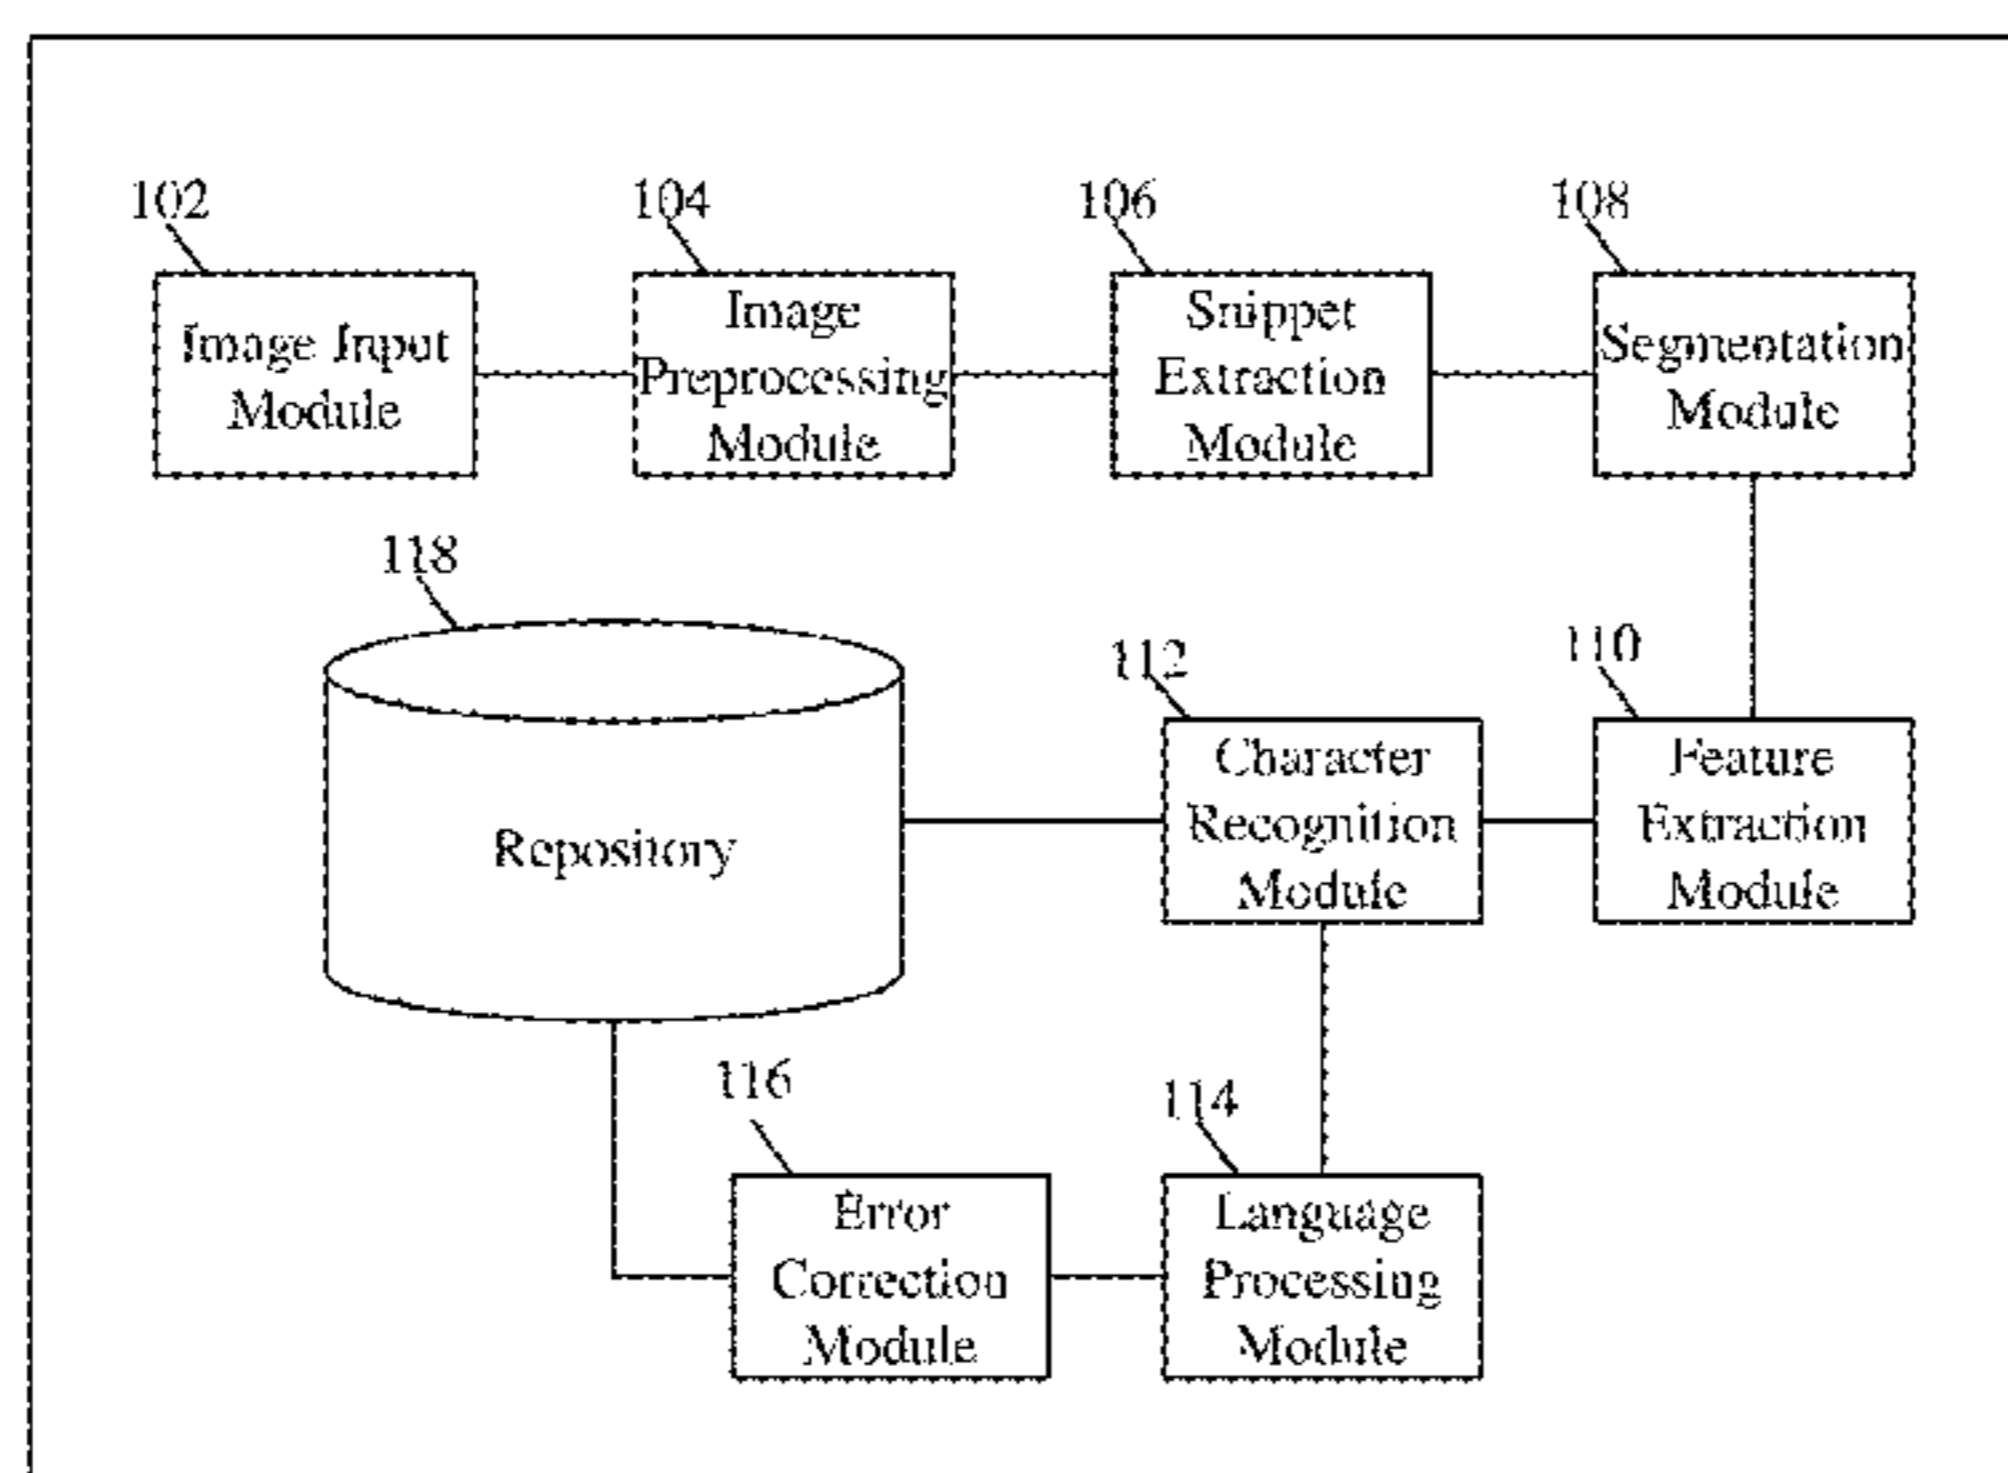 102
104
106
108
Image Input
Module
Image
Preprocessing
Module
Snippet
Extraction
Module
Segmentation
Module
118
112
110
Repository
Character
Recognition
Module
Feature
Extraction
Module
116
114
Error
Correction
Module
Language
Processing
Module